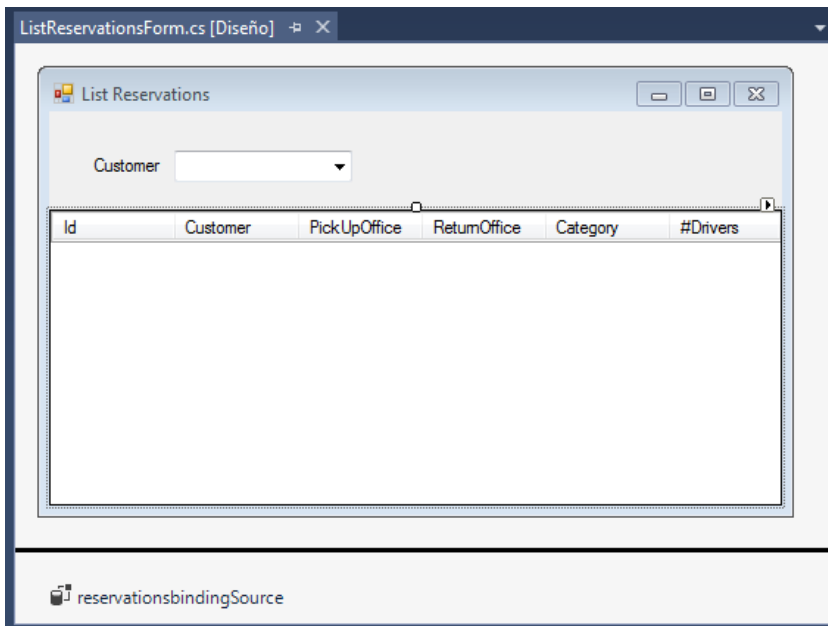 ListReservationsForm.cs [Diseño]
List Reservations
Customer
Id Customer PickUpOffice ReturnOffice Category #Drivers
reservationsbindingSource